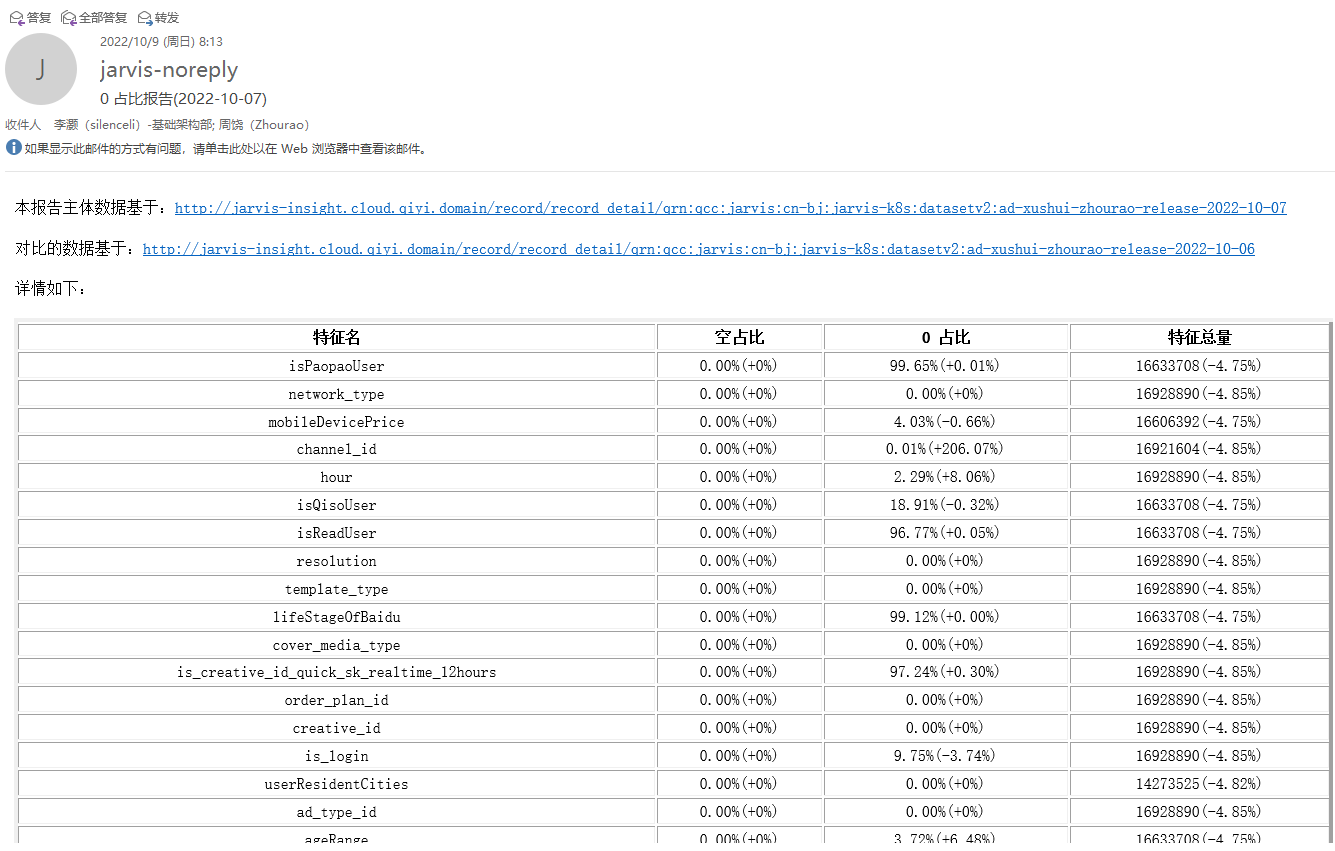 答复 全部答复 转发
2022/10/9 (周日) 8:13
J
jarvis-noreply
0 占比报告(2022-10-07)
收件人 李灏（silenceli）-基础架构部; 周饶（Zhourao）
如果显示此邮件的方式有问题，请单击此处以在 Web 浏览器中查看该邮件。
本报告主体数据基于：http://jarvis-insight.cloud.qiyi.domain/record/record_detail/qrn:qcc:jarvis:cn-bj:jarvis-k8s:datasetv2:ad-xushui-zhourao-release-2022-10-07
对比的数据基于：http://jarvis-insight.cloud.qiyi.domain/record/record_detail/qrn:qcc:jarvis:cn-bj:jarvis-k8s:datasetv2:ad-xushui-zhourao-release-2022-10-06
详情如下：
特征名 空占比 0 占比 特征总量
isPaopaoUser 0.00%(+0%) 99.65%(+0.01%) 16633708(-4.75%)
network_type 0.00%(+0%) 0.00%(+0%) 16928890(-4.85%)
mobileDevicePrice 0.00%(+0%) 4.03%(-0.66%) 16606392(-4.75%)
channel_id 0.00%(+0%) 0.01%(+206.07%) 16921604(-4.85%)
hour 0.00%(+0%) 2.29%(+8.06%) 16928890(-4.85%)
isQisoUser 0.00%(+0%) 18.91%(-0.32%) 16633708(-4.75%)
isReadUser 0.00%(+0%) 96.77%(+0.05%) 16633708(-4.75%)
resolution 0.00%(+0%) 0.00%(+0%) 16928890(-4.85%)
template_type 0.00%(+0%) 0.00%(+0%) 16928890(-4.85%)
lifeStageOfBaidu 0.00%(+0%) 99.12%(+0.00%) 16633708(-4.75%)
cover_media_type 0.00%(+0%) 0.00%(+0%) 16928890(-4.85%)
is_creative_id_quick_sk_realtime_12hours 0.00%(+0%) 97.24%(+0.30%) 16928890(-4.85%)
order_plan_id 0.00%(+0%) 0.00%(+0%) 16928890(-4.85%)
creative_id 0.00%(+0%) 0.00%(+0%) 16928890(-4.85%)
is_login 0.00%(+0%) 9.75%(-3.74%) 16928890(-4.85%)
userResidentCities 0.00%(+0%) 0.00%(+0%) 14273525(-4.82%)
ad_type_id 0.00%(+0%) 0.00%(+0%) 16928890(-4.85%)
ageRange 0.00%(+0%) 3.72%(+6.48%) 16633708(-4.75%)